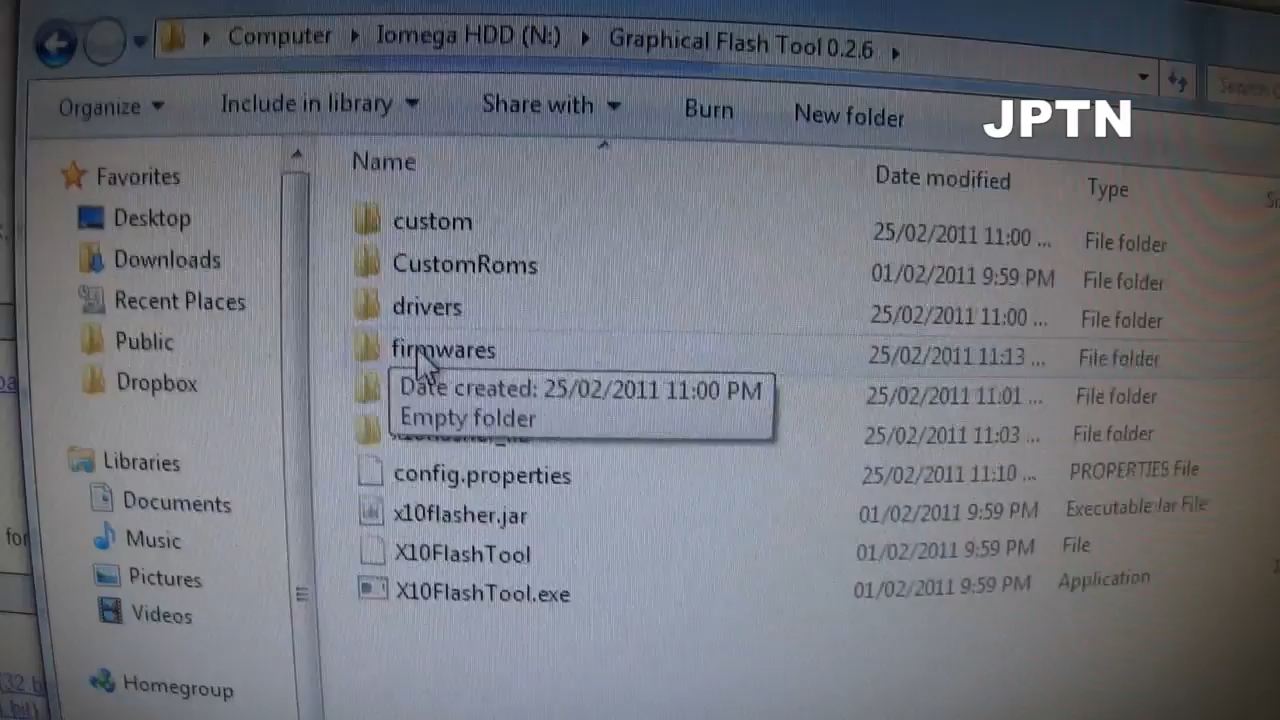 Computer Iomega HDD (N:) Graphical Flash Tool 0.2.6
Search
Organize Include in library Share with Burn New folder
JPTN
Name Date modified Type
Favorites
Desktop
Downloads
Recent Places
Public
Dropbox
Libraries
Documents
Music
Pictures
Videos
Homegroup
custom 25/02/2011 11:00 ... File folder
CustomRoms 01/02/2011 9:59 PM File folder
drivers 25/02/2011 11:00 ... File folder
firmwares 25/02/2011 11:13 ... File folder
Date created: 25/02/2011 11:00 PM
Empty folder
25/02/2011 11:01 ... File folder
25/02/2011 11:03 ... File folder
config.properties 25/02/2011 11:10 ... PROPERTIES File
x10flasher.jar 01/02/2011 9:59 PM Executable Jar File
X10FlashTool 01/02/2011 9:59 PM File
X10FlashTool.exe 01/02/2011 9:59 PM Application
for